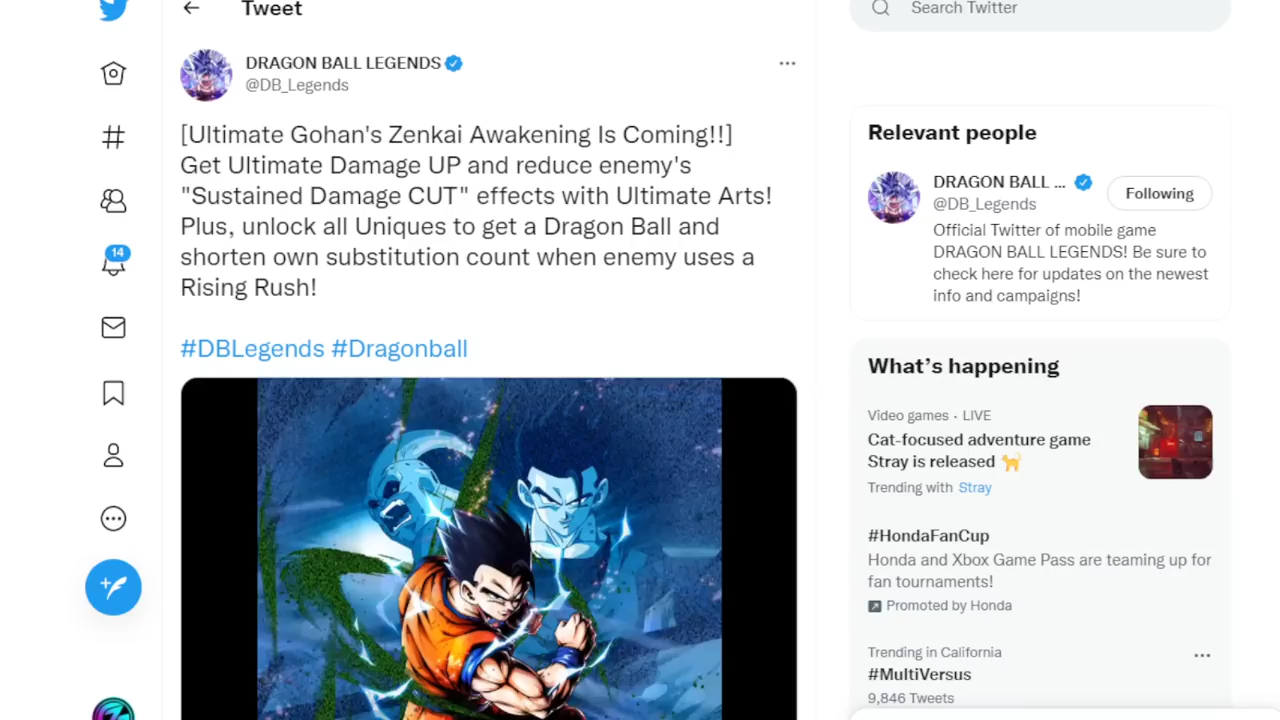 Tweet
Search Twitter
DRAGON BALL LEGENDS
@DB_Legends
[Ultimate Gohan's Zenkai Awakening Is Coming!!]
Get Ultimate Damage UP and reduce enemy's
"Sustained Damage CUT" effects with Ultimate Arts!
Plus, unlock all Uniques to get a Dragon Ball and
shorten own substitution count when enemy uses a
Rising Rush!
#DBLegends #Dragonball
14
Relevant people
DRAGON BALL ...
@DB_Legends
Following
Official Twitter of mobile game
DRAGON BALL LEGENDS! Be sure to
check here for updates on the newest
info and campaigns!
What's happening
Video games · LIVE
Cat-focused adventure game
Stray is released 🐈
Trending with Stray
#HondaFanCup
Honda and Xbox Game Pass are teaming up for
fan tournaments!
Promoted by Honda
Trending in California
#MultiVersus
9,846 Tweets